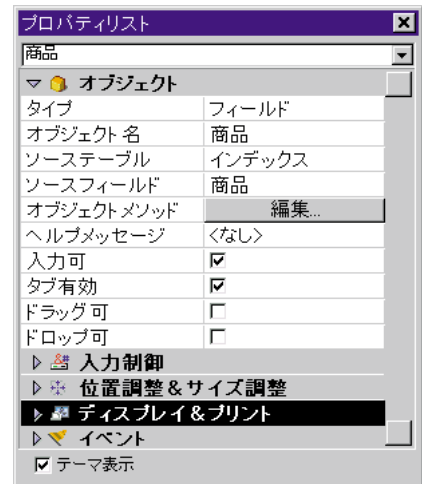 プロパティリスト
商品
オブジェクト
タイプ フィールド
オブジェクト名 商品
ソーステーブル インデックス
ソースフィールド 商品
オブジェクトメソッド 編集...
ヘルプメッセージ <なし>
入力可
タブ有効
ドラッグ可
ドロップ可
入力制御
位置調整&サイズ調整
ディスプレイ&プリント
イベント
テーマ表示